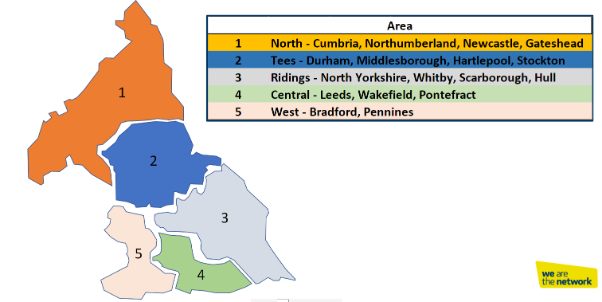 Area
1 North - Cumbria, Northumberland, Newcastle, Gateshead
2 Tees - Durham, Middlesborough, Hartlepool, Stockton
3 Ridings - North Yorkshire, Whitby, Scarborough, Hull
4 Central - Leeds, Wakefield, Pontefract
5 West - Bradford, Pennines
1
2
3
5
4
we are
the network